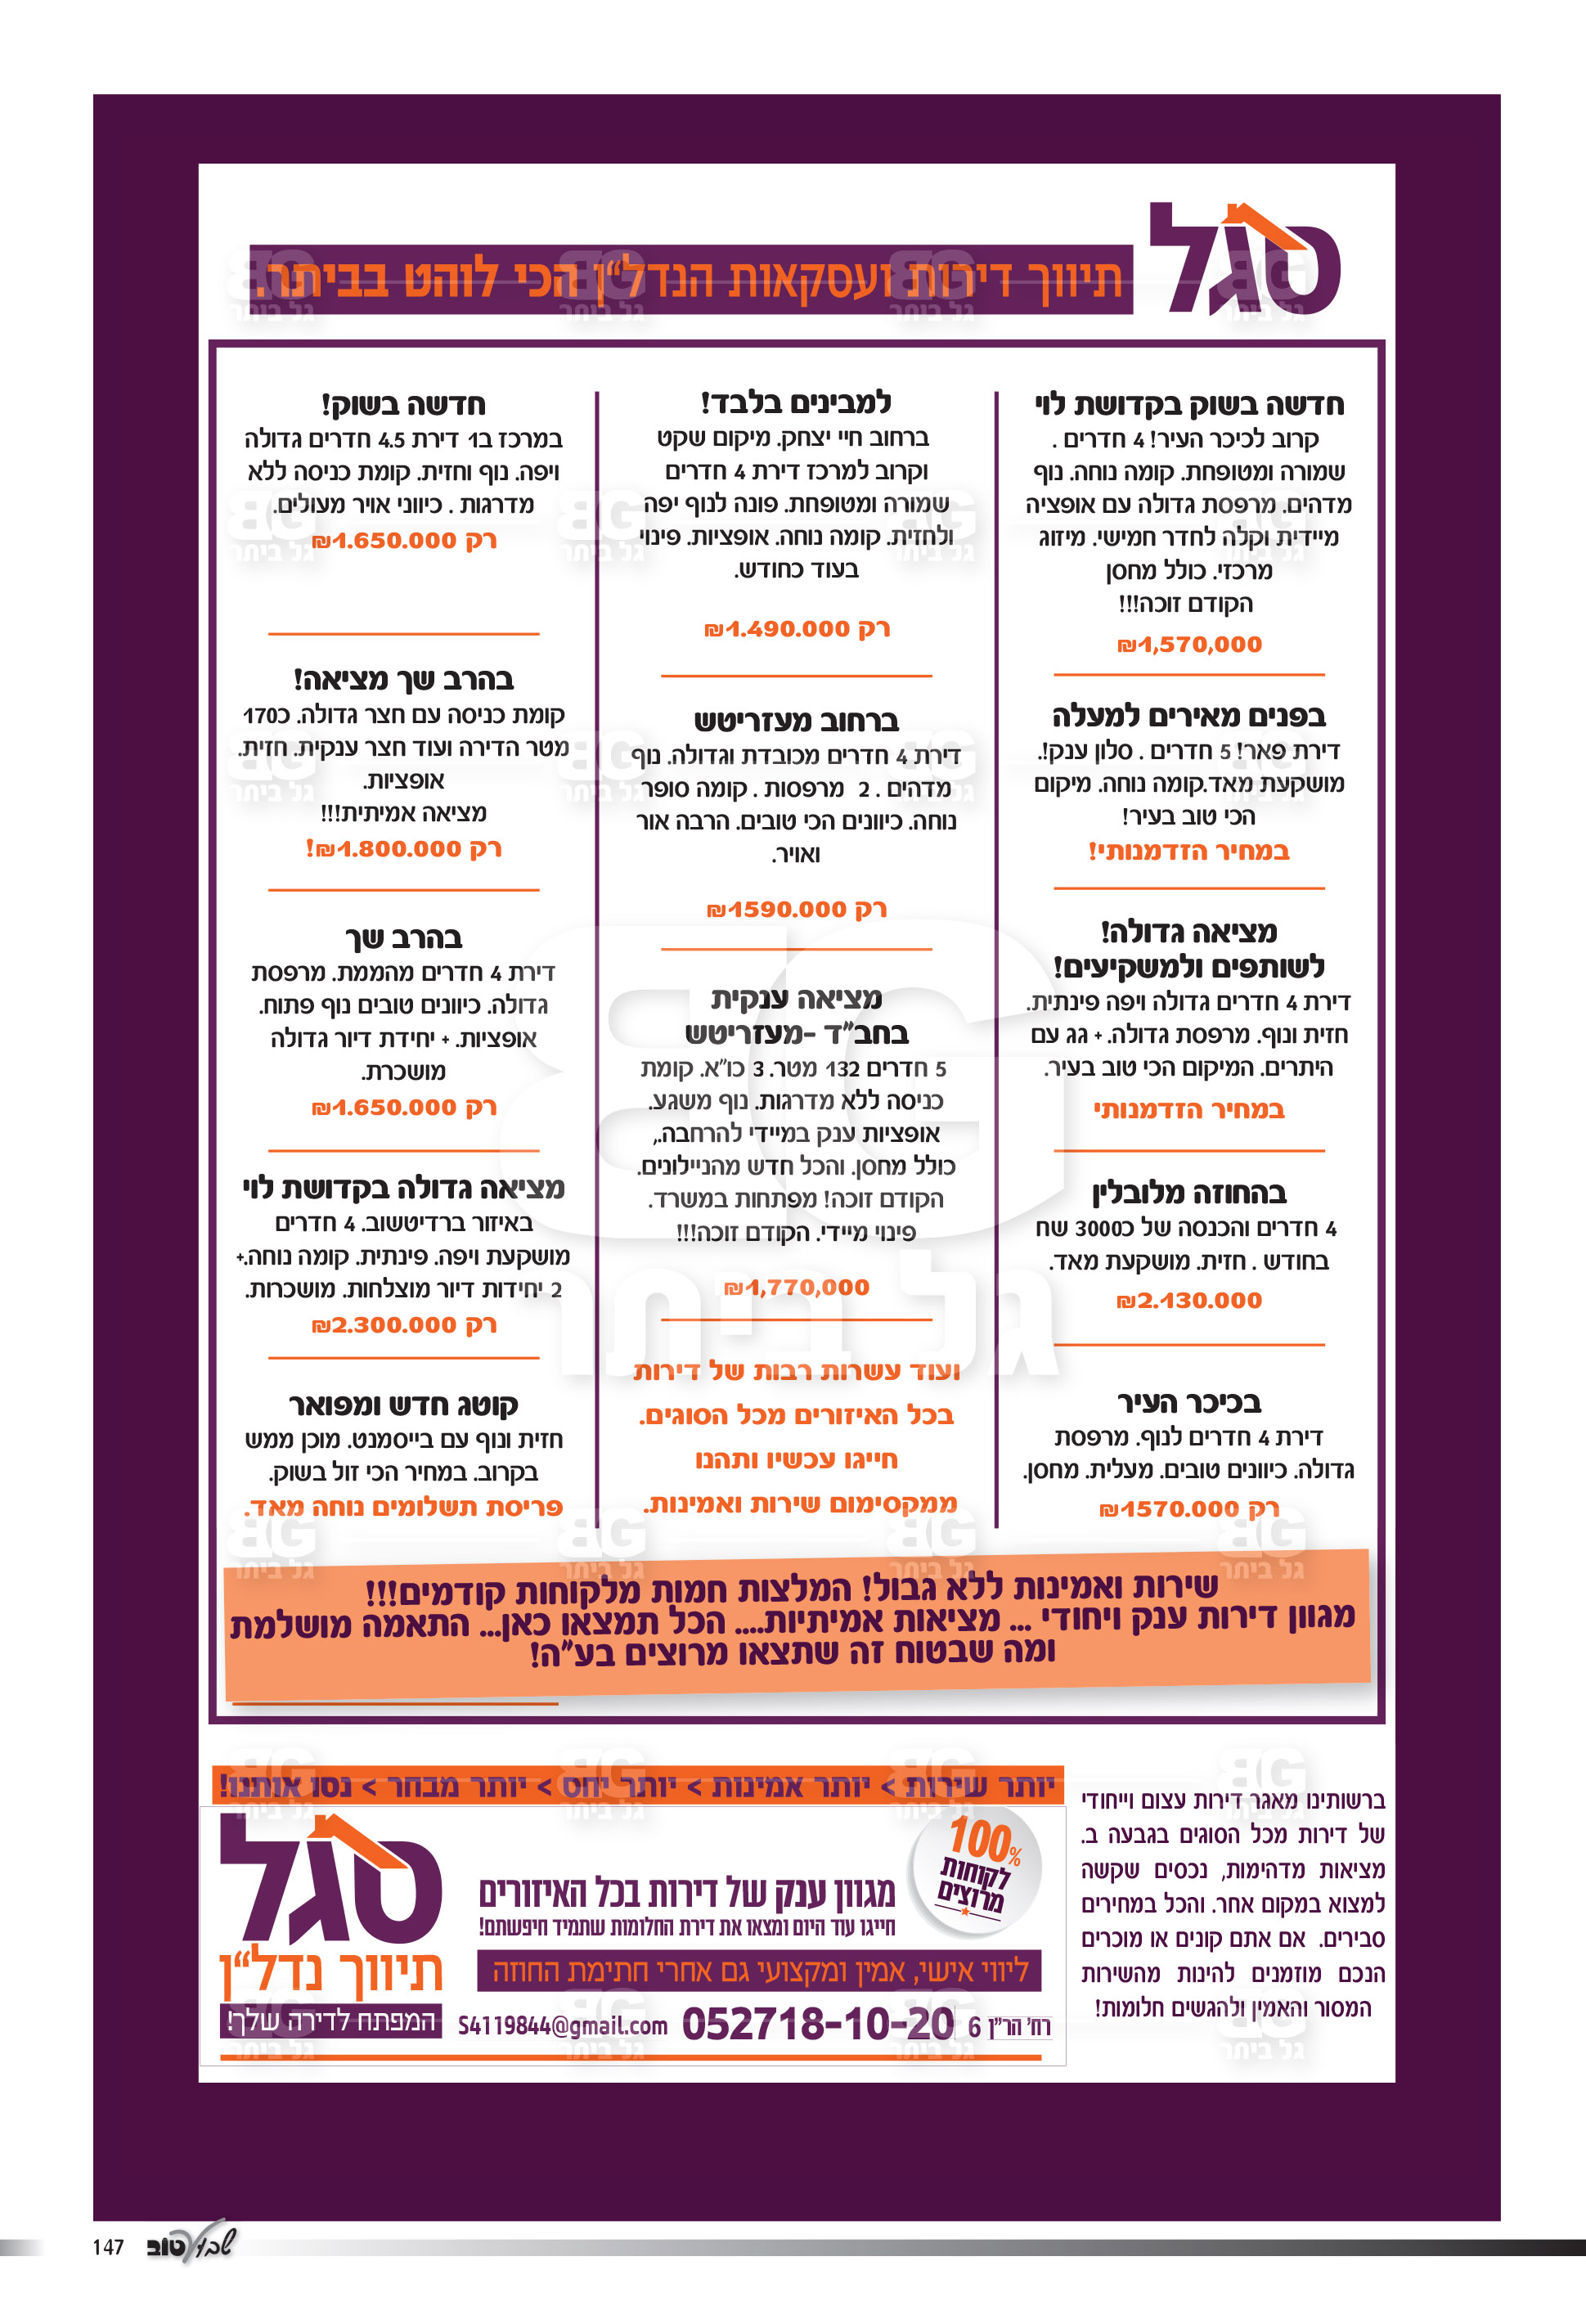 סגל
תיווך דירות ועסקאות הנדל"ן הכי לוהט בביתר.
חדשה בשוק בקדושת לוי
קרוב לכיכר העיר! 4 חדרים .
שמורה ומטופחת. קומה נוחה. נוף
מדהים. מרפסת גדולה עם אופציה
מיידית וקלה לחדר חמישי. מיזוג
מרכזי. כולל מחסן
הקודם זוכה!!!
1,570,000₪
בפנים מאירים למעלה
דירת פאר! 5 חדרים . סלון ענק!.
מושקעת מאד.קומה נוחה. מיקום
הכי טוב בעיר!
במחיר הזדמנותי!
מציאה גדולה!
לשותפים ולמשקיעים!
דירת 4 חדרים גדולה ויפה פינתית.
חזית ונוף. מרפסת גדולה. + גג עם
היתרים. המיקום הכי טוב בעיר.
במחיר הזדמנותי
בהחוזה מלובלין
4 חדרים והכנסה של כ3000 שח
בחודש . חזית. מושקעת מאד.
2.130.000₪
בכיכר העיר
דירת 4 חדרים לנוף. מרפסת
גדולה. כיוונים טובים. מעלית. מחסן.
רק 1570.000₪
למבינים בלבד!
ברחוב חיי יצחק. מיקום שקט
וקרוב למרכז דירת 4 חדרים
שמורה ומטופחת. פונה לנוף יפה
ולחזית. קומה נוחה. אופציות. פינוי
בעוד כחודש.
רק 1.490.000₪
ברחוב מעזריטש
דירת 4 חדרים מכובדת וגדולה. נוף
מדהים . 2 מרפסות . קומה סופר
נוחה. כיוונים הכי טובים. הרבה אור
ואויר.
רק 1590.000₪
מציאה ענקית
בחב"ד -מעזריטש
5 חדרים 132 מטר. 3 כו"א. קומת
כניסה ללא מדרגות. נוף משגע.
אופציות ענק במיידי להרחבה.,
כולל מחסן. והכל חדש מהניילונים.
הקודם זוכה! מפתחות במשרד.
פינוי מיידי. הקודם זוכה!!!
1,770,000₪
ועוד עשרות רבות של דירות
בכל האיזורים מכל הסוגים.
חייגו עכשיו ותהנו
ממקסימום שירות ואמינות.
חדשה בשוק!
במרכז ב1 דירת 4.5 חדרים גדולה
ויפה. נוף וחזית. קומת כניסה ללא
מדרגות . כיווני אויר מעולים.
רק 1.650.000₪
בהרב שך מציאה!
קומת כניסה עם חצר גדולה. כ170
מטר הדירה ועוד חצר ענקית. חזית.
אופציות.
מציאה אמיתית!!!
רק 1.800.000₪!
בהרב שך
דירת 4 חדרים מהממת. מרפסת
גדולה. כיוונים טובים נוף פתוח.
אופציות. + יחידת דיור גדולה
מושכרת.
רק 1.650.000₪
מציאה גדולה בקדושת לוי
באיזור ברדיטשוב. 4 חדרים
מושקעת ויפה. פינתית. קומה נוחה.+
2 יחידות דיור מוצלחות. מושכרות.
רק 2.300.000₪
קוטג חדש ומפואר
חזית ונוף עם בייסמנט. מוכן ממש
בקרוב. במחיר הכי זול בשוק.
פריסת תשלומים נוחה מאד.
שירות ואמינות ללא גבול! המלצות חמות מלקוחות קודמים!!!
מגוון דירות ענק ויחודי ... מציאות אמיתיות.... הכל תמצאו כאן... התאמה מושלמת
ומה שבטוח זה שתצאו מרוצים בע"ה!
ברשותינו מאגר דירות עצום וייחודי
של דירות מכל הסוגים בגבעה ב.
מציאות מדהימות, נכסים שקשה
למצוא במקום אחר. והכל במחירים
סבירים. אם אתם קונים או מוכרים
הנכם מוזמנים להינות מהשירות
המסור והאמין ולהגשים חלומות!
יותר שירות > יותר אמינות > יותר יחס > יותר מבחר > נסו אותנו!
100%
לקוחות
מרוצים
מגוון ענק של דירות בכל האיזורים
חייגו עוד היום ומצאו את דירת החלומות שתמיד חיפשתם!
ליווי אישי, אמין ומקצועי גם אחרי חתימת החוזה
רח' הר"ן 6 052718-10-20 S4119844@gmail.com
סגל
תיווך נדל"ן
המפתח לדירה שלך!
BG
גל ביתר
147 שבוע טוב